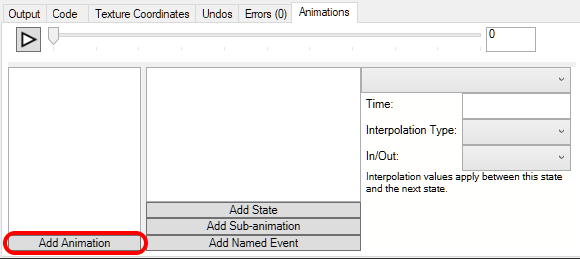 Output Code Texture Coordinates Undos Errors (0) Animations
0
Time:
Interpolation Type:
In/Out:
Interpolation values apply between this state
and the next state.
Add State
Add Sub-animation
Add Animation Add Named Event